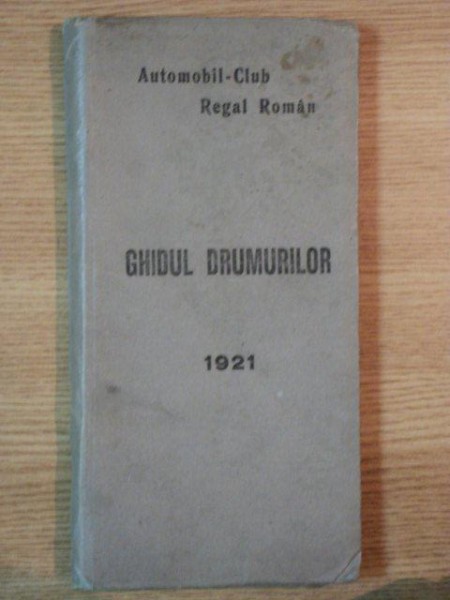 Automobil-Club
Regal Român
GHIDUL DRUMURILOR
1921